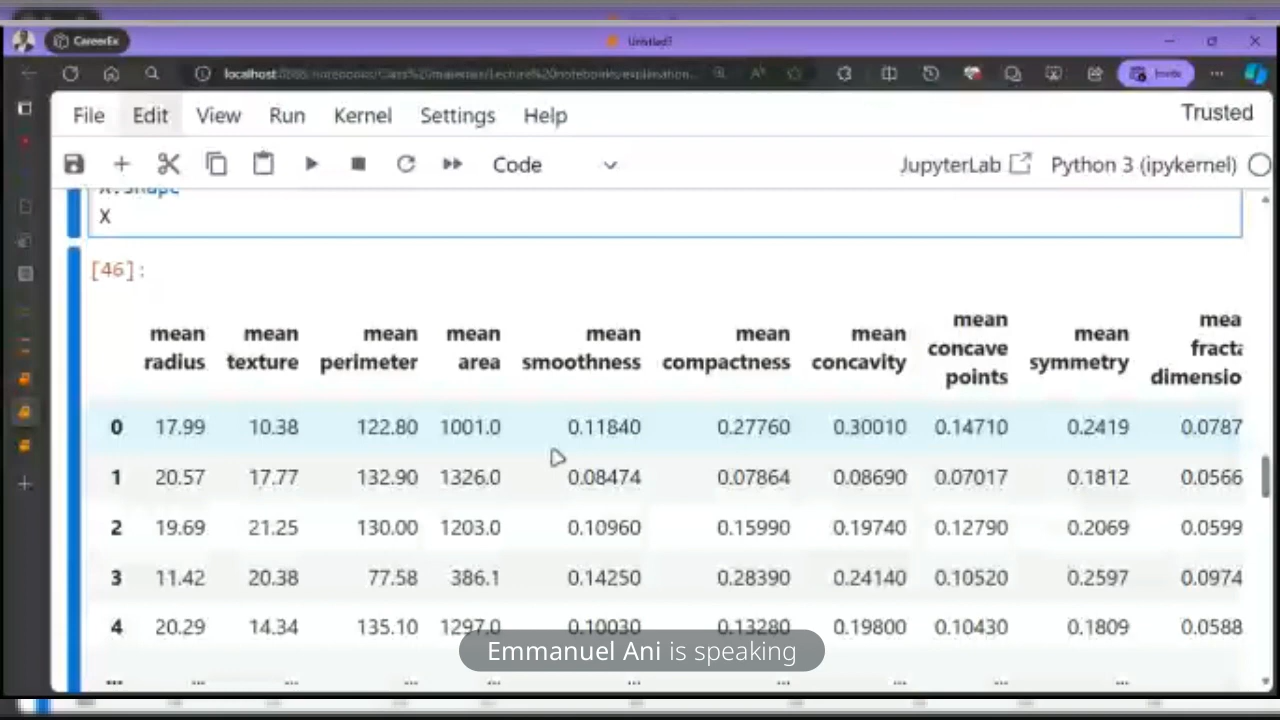 CareerEx
Untitled5
Invite
File Edit View Run Kernel Settings Help
Trusted
Code
JupyterLab Python 3 (ipykernel)
X.shape
X
[46]:
mean radius mean texture mean perimeter mean area mean smoothness mean compactness mean concavity mean concave points mean symmetry mea fracta dimensio
0 17.99 10.38 122.80 1001.0 0.11840 0.27760 0.30010 0.14710 0.2419 0.0787
1 20.57 17.77 132.90 1326.0 0.08474 0.07864 0.08690 0.07017 0.1812 0.0566
2 19.69 21.25 130.00 1203.0 0.10960 0.15990 0.19740 0.12790 0.2069 0.0599
3 11.42 20.38 77.58 386.1 0.14250 0.28390 0.24140 0.10520 0.2597 0.0974
4 20.29 14.34 135.10 1297.0 0.10030 0.13280 0.19800 0.10430 0.1809 0.0588
... ... ... ... ... ... ... ... ... ...
Emmanuel Ani is speaking